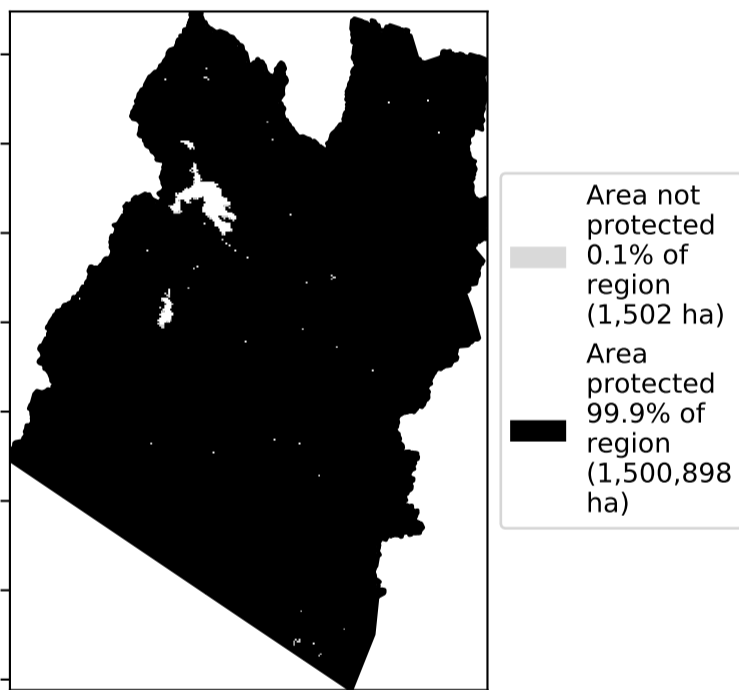 Area not
protected
0.1% of
region
(1,502 ha)
Area
protected
99.9% of
region
(1,500,898
ha)